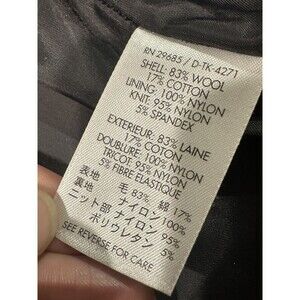 RN 29685 / D-TK-4271
SHELL: 83% WOOL
17% COTTON
LINING: 100% NYLON
KNIT: 95% NYLON
5% SPANDEX
EXTERIEUR: 83% LAINE
17% COTON
DOUBLURE: 100% NYLON
TRICOT: 95% NYLON
5% FIBRE ELASTIQUE
表地 毛 83% 綿 17%
裏地 ナイロン 100%
ニット部 ナイロン 95%
ポリウレタン 5%
SEE REVERSE FOR CARE